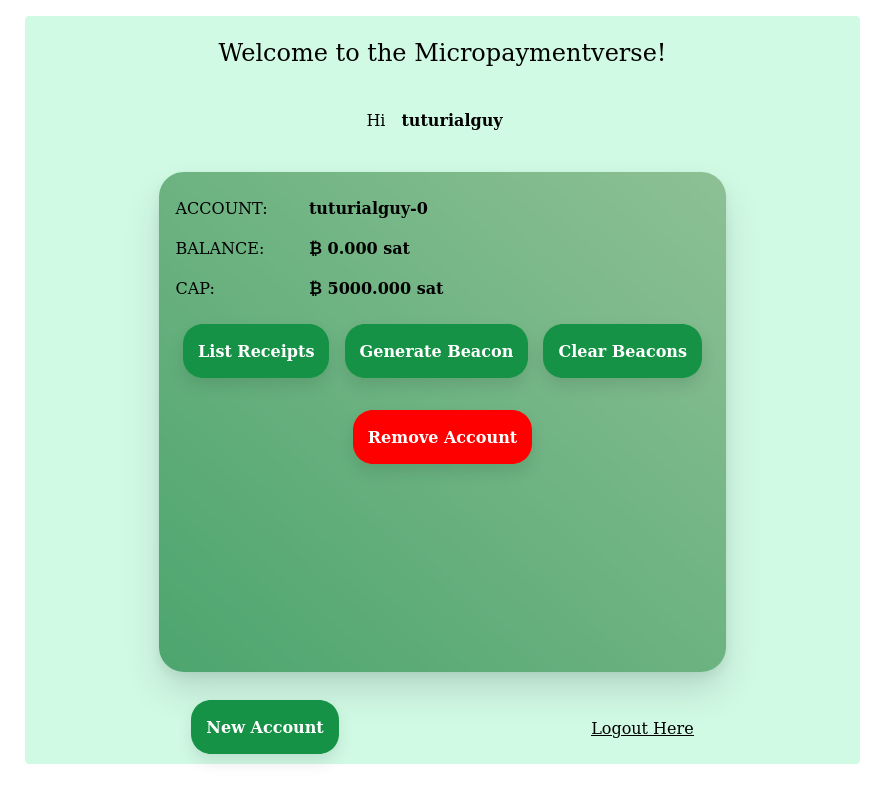 Welcome to the Micropaymentverse!
Hi tuturialguy
ACCOUNT: tuturialguy-0
BALANCE: ₿ 0.000 sat
CAP: ₿ 5000.000 sat
List Receipts Generate Beacon Clear Beacons
Remove Account
New Account Logout Here